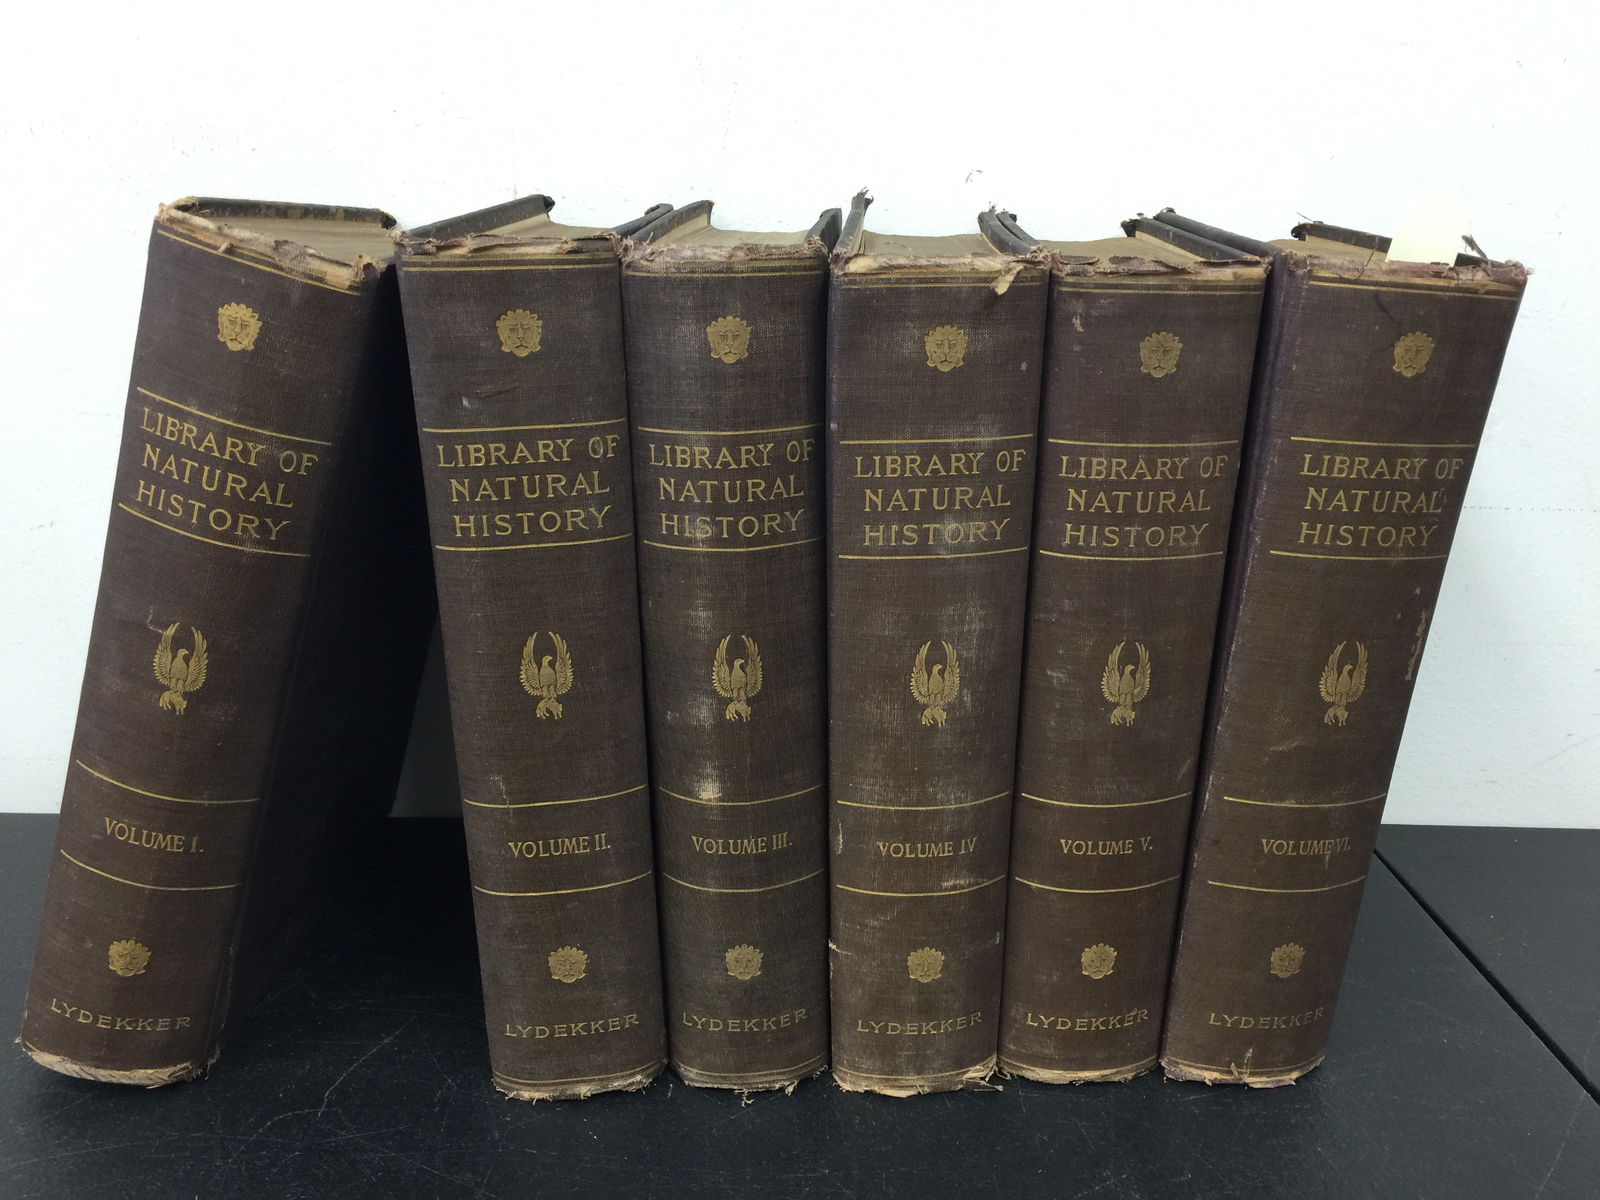 LIBRARY OF
NATURAL
HISTORY
VOLUME I.
LYDEKKER
LIBRARY OF
NATURAL
HISTORY
VOLUME II.
LYDEKKER
LIBRARY OF
NATURAL
HISTORY
VOLUME III.
LYDEKKER
LIBRARY OF
NATURAL
HISTORY
VOLUME IV
LYDEKKER
LIBRARY OF
NATURAL
HISTORY
VOLUME V.
LYDEKKER
LIBRARY OF
NATURAL
HISTORY
VOLUME VI.
LYDEKKER